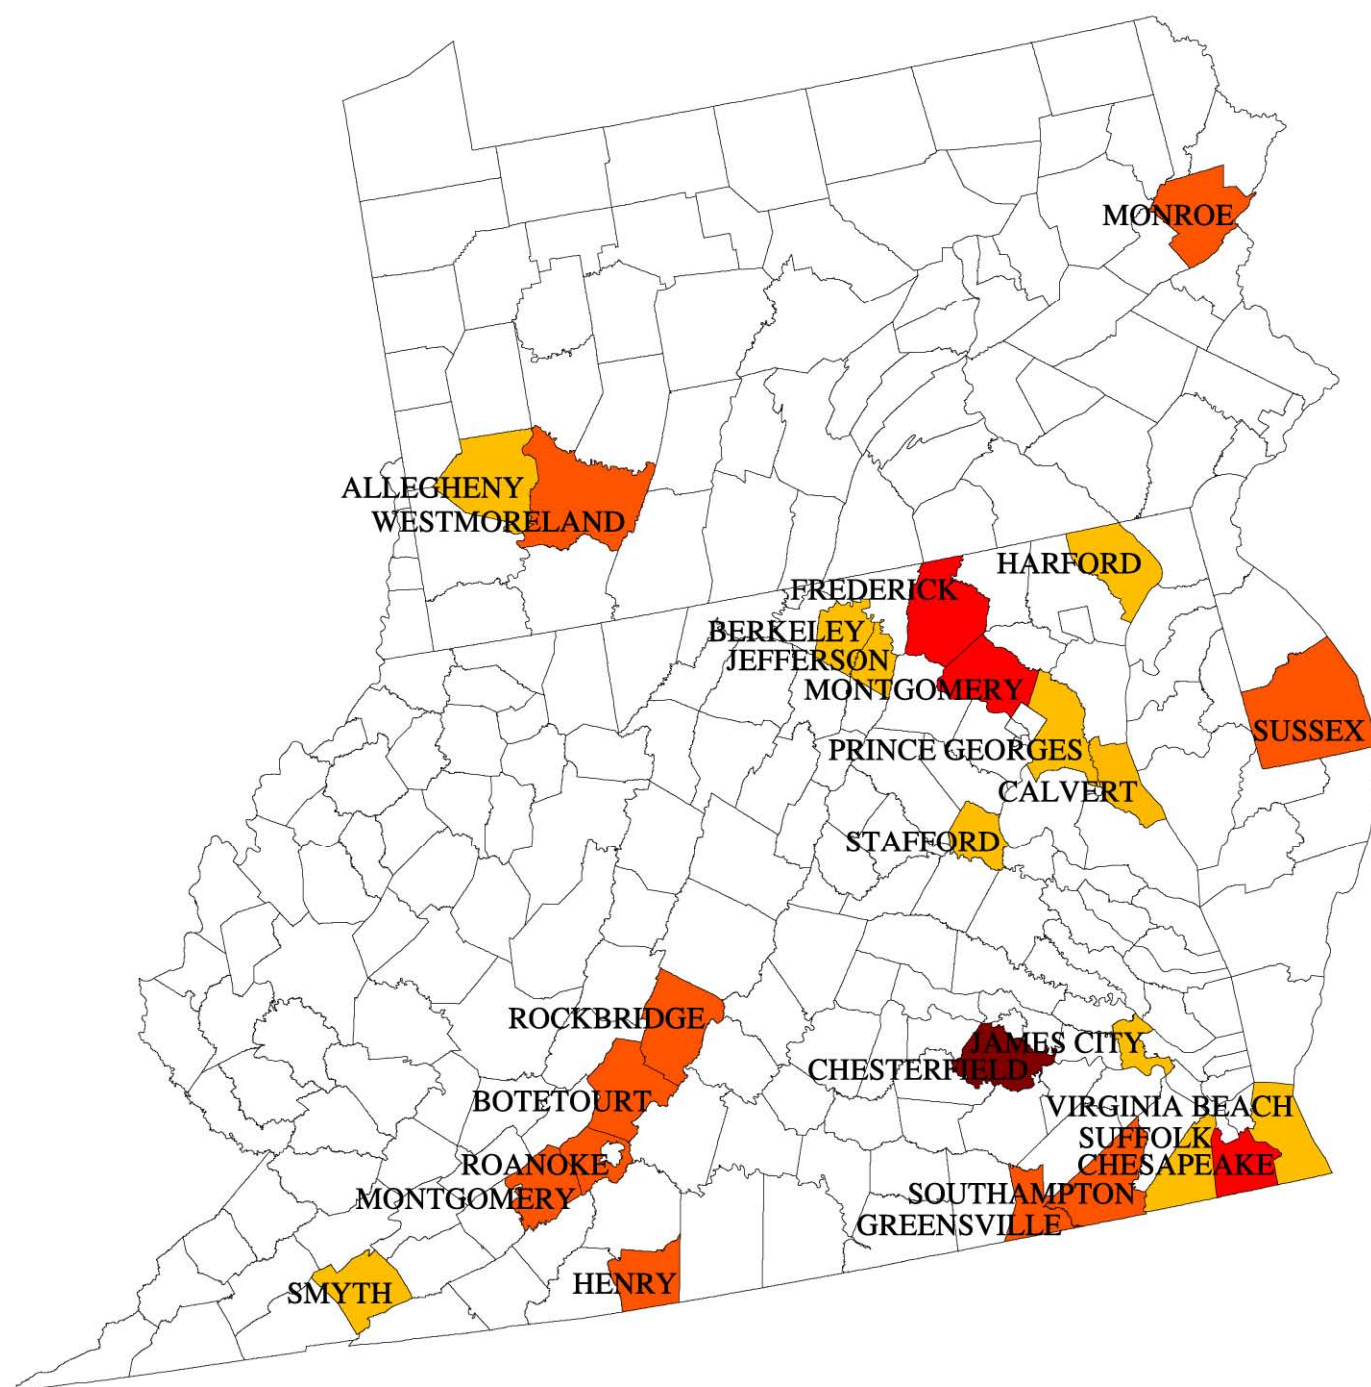 MONROE
ALLEGHENY
WESTMORELAND
HARFORD
FREDERICK
BERKELEY
JEFFERSON
MONTGOMERY
SUSSEX
PRINCE GEORGES
CALVERT
STAFFORD
ROCKBRIDGE
JAMES CITY
CHESTERFIELD
BOTETOURT
VIRGINIA BEACH
SUFFOLK
ROANOKE
CHESAPEAKE
MONTGOMERY
SOUTHAMPTON
GREENSVILLE
HENRY
SMYTH